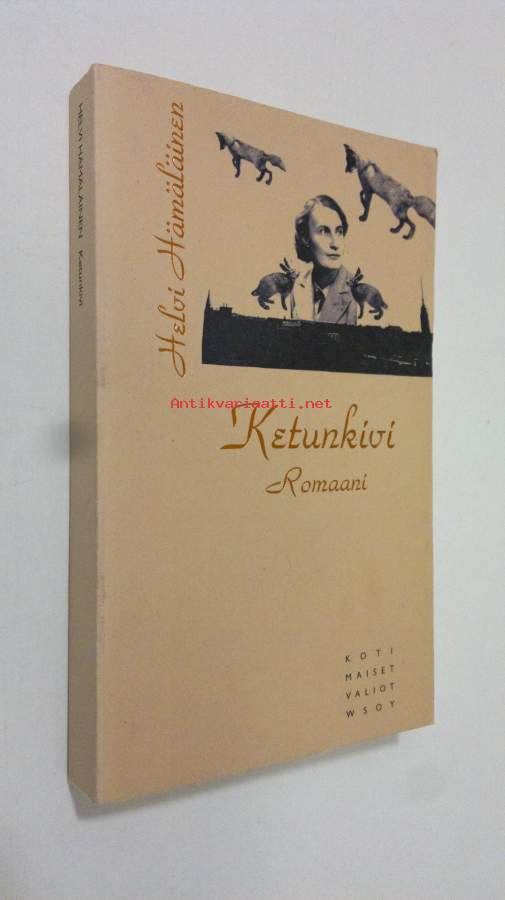 HELVI HÄMÄLÄINEN Ketunkivi
Helvi Hämäläinen
Antikvariaatti.net
Ketunkivi
Romaani
KOTI
MAISET
VALIOT
WSOY